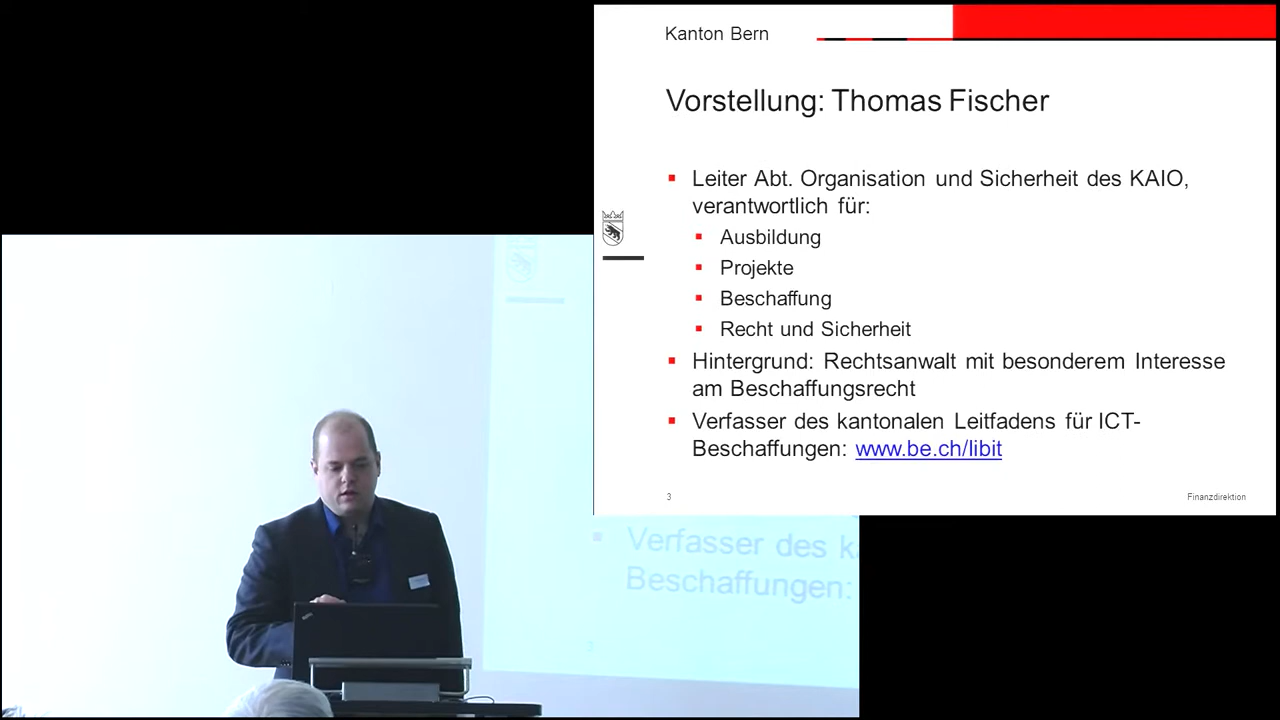 Kanton Bern
Vorstellung: Thomas Fischer
Leiter Abt. Organisation und Sicherheit des KAIO,
verantwortlich für:
Ausbildung
Projekte
Beschaffung
Recht und Sicherheit
Hintergrund: Rechtsanwalt mit besonderem Interesse
am Beschaffungsrecht
Verfasser des kantonalen Leitfadens für ICT-
Beschaffungen: www.be.ch/libit
3
Finanzdirektion
Verfasser des k
Beschaffungen: